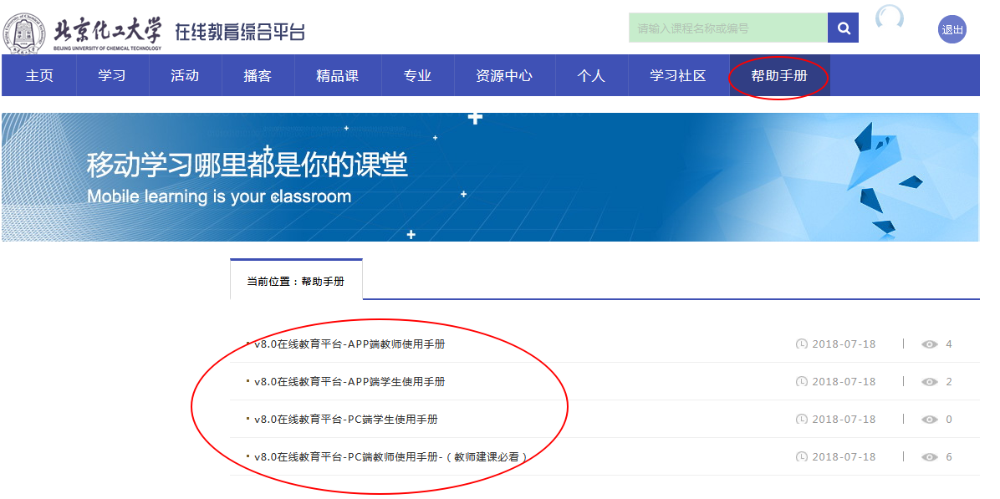 北京化工大学
BEIJING UNIVERSITY OF CHEMICAL TECHNOLOGY
在线教育综合平台
请输入课程名称或编号
退出
主页 学习 活动 播客 精品课 专业 资源中心 个人 学习社区 帮助手册
移动学习哪里都是你的课堂
Mobile learning is your classroom
当前位置：帮助手册
v8.0在线教育平台-APP端教师使用手册 2018-07-18 | 4
v8.0在线教育平台-APP端学生使用手册 2018-07-18 | 2
v8.0在线教育平台-PC端学生使用手册 2018-07-18 | 0
v8.0在线教育平台-PC端教师使用手册-（教师建课必看） 2018-07-18 | 6